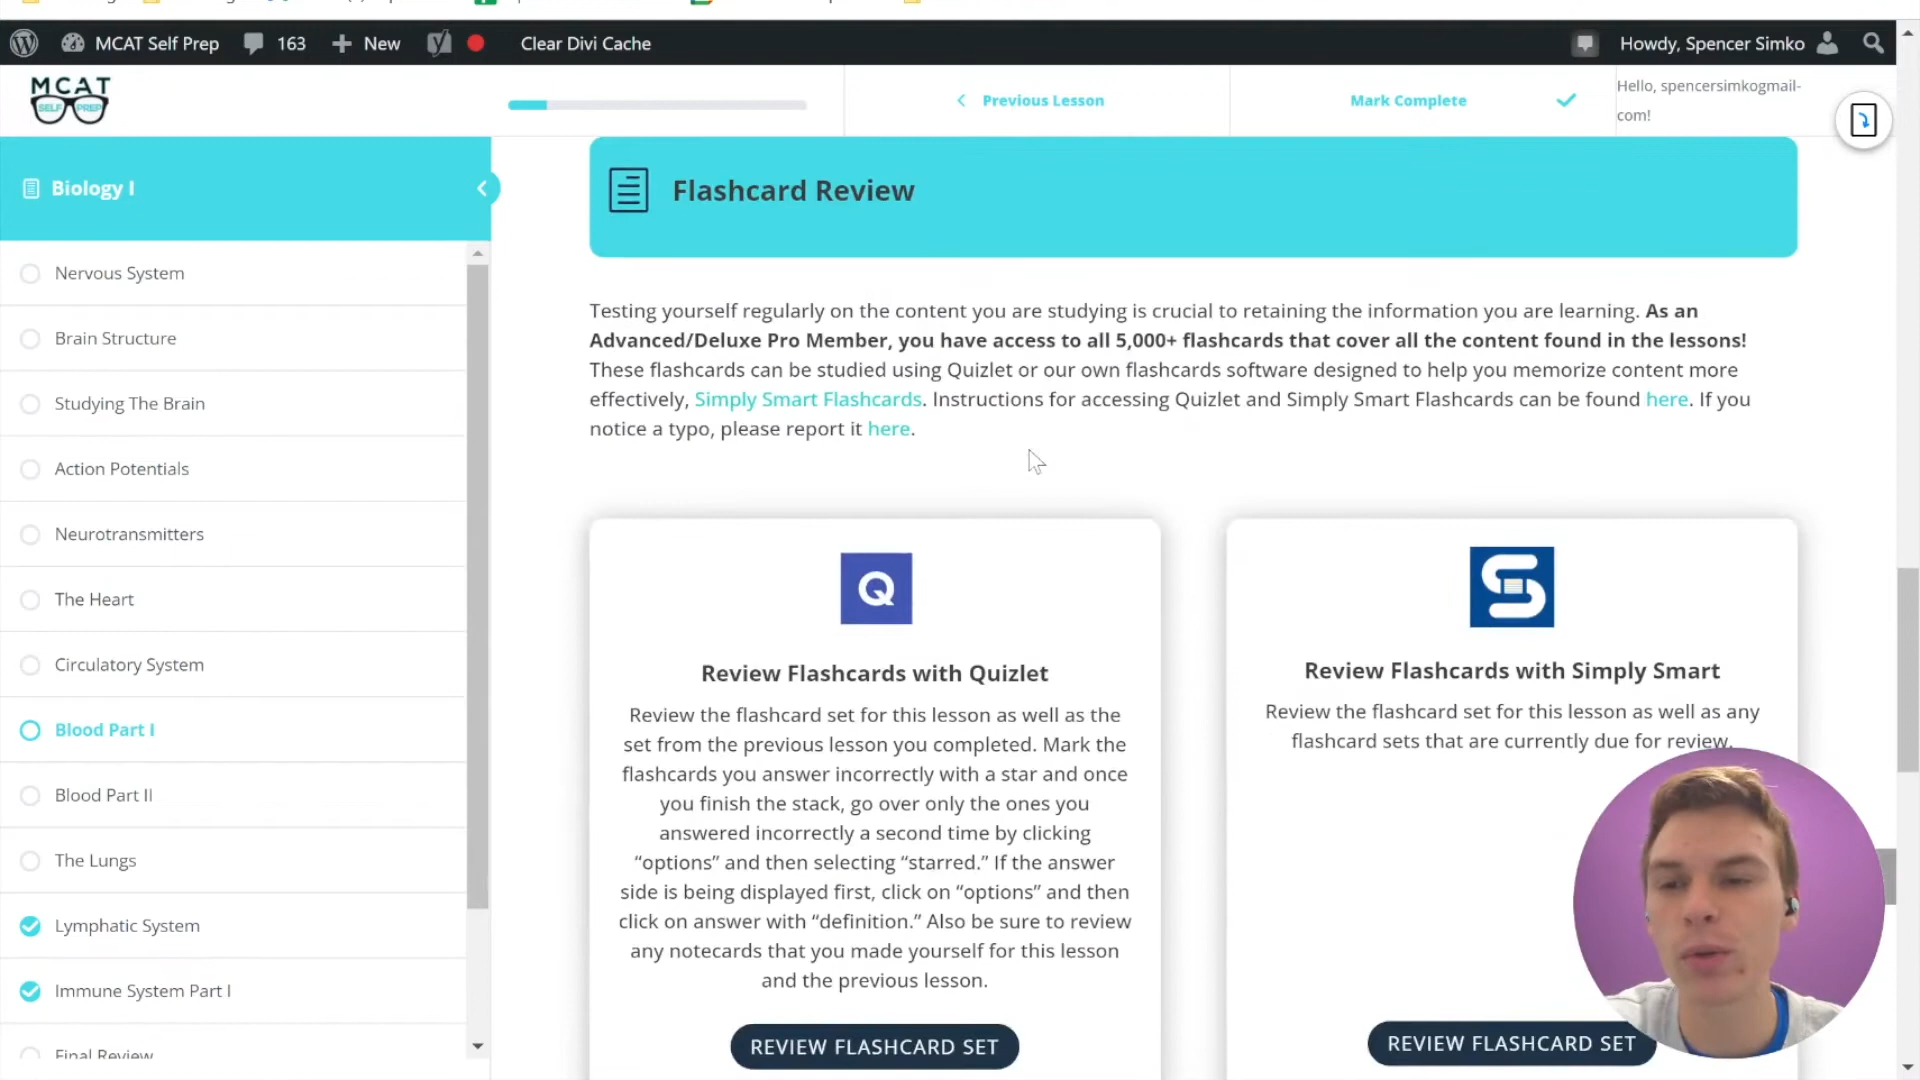 MCAT Self Prep
163
New
Clear Divi Cache
Howdy, Spencer Simko
MCAT
SELF PREP
Previous Lesson
Mark Complete
Hello, spencersimkogmail-
com!
Biology I
Nervous System
Brain Structure
Studying The Brain
Action Potentials
Neurotransmitters
The Heart
Circulatory System
Blood Part I
Blood Part II
The Lungs
Lymphatic System
Immune System Part I
Final Review
Flashcard Review
Testing yourself regularly on the content you are studying is crucial to retaining the information you are learning. As an
Advanced/Deluxe Pro Member, you have access to all 5,000+ flashcards that cover all the content found in the lessons!
These flashcards can be studied using Quizlet or our own flashcards software designed to help you memorize content more
effectively, Simply Smart Flashcards. Instructions for accessing Quizlet and Simply Smart Flashcards can be found here. If you
notice a typo, please report it here.
Q
Review Flashcards with Quizlet
Review the flashcard set for this lesson as well as the
set from the previous lesson you completed. Mark the
flashcards you answer incorrectly with a star and once
you finish the stack, go over only the ones you
answered incorrectly a second time by clicking
“options” and then selecting “starred.” If the answer
side is being displayed first, click on “options” and then
click on answer with “definition.” Also be sure to review
any notecards that you made yourself for this lesson
and the previous lesson.
REVIEW FLASHCARD SET
S
Review Flashcards with Simply Smart
Review the flashcard set for this lesson as well as any
flashcard sets that are currently due for review.
REVIEW FLASHCARD SET